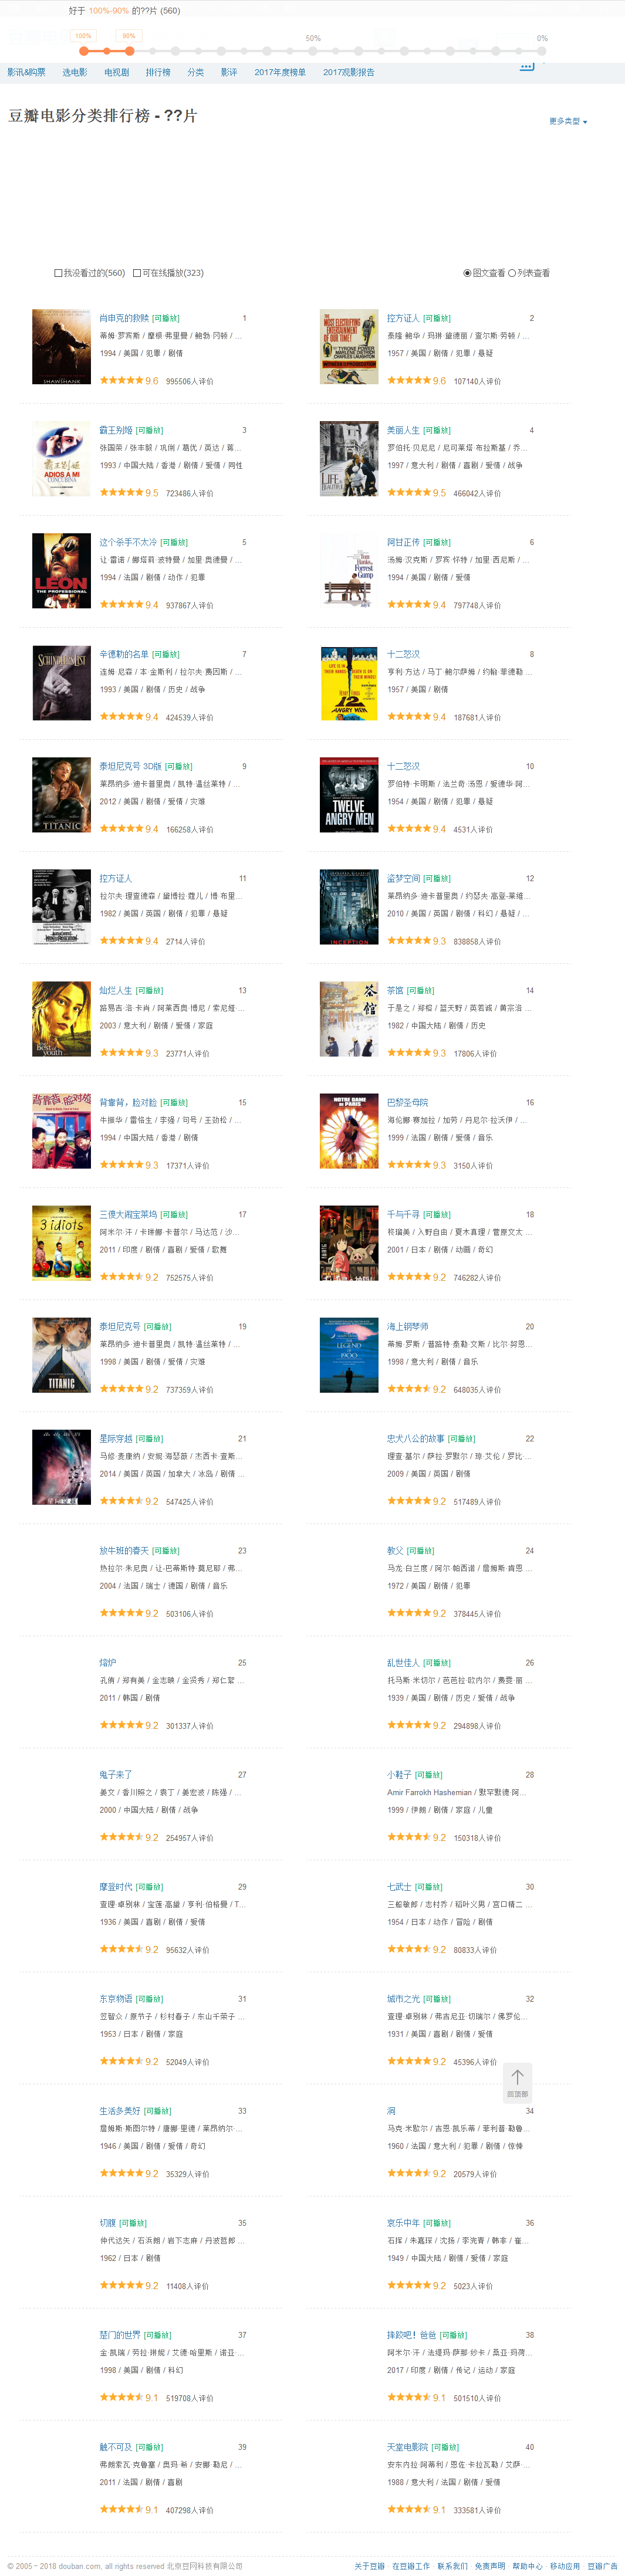 好于 100%-90% 的??片 (560)
100% 90% 50% 0%
影讯&购票 选电影 电视剧 排行榜 分类 影评 2017年度榜单 2017观影报告
豆瓣电影分类排行榜 - ??片
更多类型
我没看过的(560) 可在线播放(323) 图文查看 列表查看
肖申克的救赎 [可播放] 1
蒂姆·罗宾斯 / 摩根·弗里曼 / 鲍勃·冈顿 / ...
1994 / 美国 / 犯罪 / 剧情
9.6 995506人评价
控方证人 [可播放] 2
泰隆·鲍华 / 玛琳·黛德丽 / 查尔斯·劳顿 / ...
1957 / 美国 / 剧情 / 犯罪 / 悬疑
9.6 107140人评价
霸王别姬 [可播放] 3
张国荣 / 张丰毅 / 巩俐 / 葛优 / 英达 / 蒋...
1993 / 中国大陆 / 香港 / 剧情 / 爱情 / 同性
9.5 723486人评价
美丽人生 [可播放] 4
罗伯托·贝尼尼 / 尼可莱塔·布拉斯基 / 乔...
1997 / 意大利 / 剧情 / 喜剧 / 爱情 / 战争
9.5 466042人评价
这个杀手不太冷 [可播放] 5
让·雷诺 / 娜塔莉·波特曼 / 加里·奥德曼 / ...
1994 / 法国 / 剧情 / 动作 / 犯罪
9.4 937867人评价
阿甘正传 [可播放] 6
汤姆·汉克斯 / 罗宾·怀特 / 加里·西尼斯 / ...
1994 / 美国 / 剧情 / 爱情
9.4 797748人评价
辛德勒的名单 [可播放] 7
连姆·尼森 / 本·金斯利 / 拉尔夫·费因斯 / ...
1993 / 美国 / 剧情 / 历史 / 战争
9.4 424539人评价
十二怒汉 8
亨利·方达 / 马丁·鲍尔萨姆 / 约翰·菲德勒 ...
1957 / 美国 / 剧情
9.4 187681人评价
泰坦尼克号 3D版 [可播放] 9
莱昂纳多·迪卡普里奥 / 凯特·温丝莱特 / ...
2012 / 美国 / 剧情 / 爱情 / 灾难
9.4 166258人评价
十二怒汉 10
罗伯特·卡明斯 / 法兰奇·汤恩 / 爱德华·阿...
1954 / 美国 / 剧情 / 犯罪 / 悬疑
9.4 4531人评价
控方证人 11
拉尔夫·理查德森 / 黛博拉·蔻儿 / 博·布里...
1982 / 美国 / 英国 / 剧情 / 犯罪 / 悬疑
9.4 2714人评价
盗梦空间 [可播放] 12
莱昂纳多·迪卡普里奥 / 约瑟夫·高登-莱维...
2010 / 美国 / 英国 / 剧情 / 科幻 / 悬疑 / ...
9.3 838858人评价
灿烂人生 [可播放] 13
路易吉·洛·卡肖 / 阿莱西奥·博尼 / 索尼娅·...
2003 / 意大利 / 剧情 / 爱情 / 家庭
9.3 23771人评价
茶馆 [可播放] 14
于是之 / 郑榕 / 蓝天野 / 英若诚 / 黄宗洛 ...
1982 / 中国大陆 / 剧情 / 历史
9.3 17806人评价
背靠背，脸对脸 [可播放] 15
牛振华 / 雷恪生 / 李强 / 句号 / 王劲松 / ...
1994 / 中国大陆 / 香港 / 剧情
9.3 17371人评价
巴黎圣母院 16
海伦娜·赛加拉 / 加劳 / 丹尼尔·拉沃伊 / ...
1999 / 法国 / 剧情 / 爱情 / 音乐
9.3 3150人评价
三傻大闹宝莱坞 [可播放] 17
阿米尔·汗 / 卡琳娜·卡普尔 / 马达范 / 沙...
2011 / 印度 / 剧情 / 喜剧 / 爱情 / 歌舞
9.2 752575人评价
千与千寻 [可播放] 18
柊瑠美 / 入野自由 / 夏木真理 / 菅原文太 ...
2001 / 日本 / 剧情 / 动画 / 奇幻
9.2 746282人评价
泰坦尼克号 [可播放] 19
莱昂纳多·迪卡普里奥 / 凯特·温丝莱特 / ...
1998 / 美国 / 剧情 / 爱情 / 灾难
9.2 737359人评价
海上钢琴师 20
蒂姆·罗斯 / 普路特·泰勒·文斯 / 比尔·努恩...
1998 / 意大利 / 剧情 / 音乐
9.2 648035人评价
星际穿越 [可播放] 21
马修·麦康纳 / 安妮·海瑟薇 / 杰西卡·查斯...
2014 / 美国 / 英国 / 加拿大 / 冰岛 / 剧情 ...
9.2 547425人评价
忠犬八公的故事 [可播放] 22
理查·基尔 / 萨拉·罗默尔 / 琼·艾伦 / 罗比·...
2009 / 美国 / 英国 / 剧情
9.2 517489人评价
放牛班的春天 [可播放] 23
热拉尔·朱尼奥 / 让-巴蒂斯特·莫尼耶 / 弗...
2004 / 法国 / 瑞士 / 德国 / 剧情 / 音乐
9.2 503106人评价
教父 [可播放] 24
马龙·白兰度 / 阿尔·帕西诺 / 詹姆斯·肯恩 ...
1972 / 美国 / 剧情 / 犯罪
9.2 378445人评价
熔炉 25
孔侑 / 郑有美 / 金志映 / 金贤秀 / 郑仁絮 ...
2011 / 韩国 / 剧情
9.2 301337人评价
乱世佳人 [可播放] 26
托马斯·米切尔 / 芭芭拉·欧内尔 / 费雯·丽 ...
1939 / 美国 / 剧情 / 历史 / 爱情 / 战争
9.2 294898人评价
鬼子来了 27
姜文 / 香川照之 / 袁丁 / 姜宏波 / 陈强 / ...
2000 / 中国大陆 / 剧情 / 战争
9.2 254957人评价
小鞋子 [可播放] 28
Amir Farrokh Hashemian / 默罕默德·阿...
1999 / 伊朗 / 剧情 / 家庭 / 儿童
9.2 150318人评价
摩登时代 [可播放] 29
查理·卓别林 / 宝莲·高黛 / 亨利·伯格曼 / T...
1936 / 美国 / 喜剧 / 剧情 / 爱情
9.2 95632人评价
七武士 [可播放] 30
三船敏郎 / 志村乔 / 稻叶义男 / 宫口精二 ...
1954 / 日本 / 动作 / 冒险 / 剧情
9.2 80833人评价
东京物语 [可播放] 31
笠智众 / 原节子 / 杉村春子 / 东山千荣子 ...
1953 / 日本 / 剧情 / 家庭
9.2 52049人评价
城市之光 [可播放] 32
查理·卓别林 / 弗吉尼亚·切瑞尔 / 佛罗伦...
1931 / 美国 / 喜剧 / 剧情 / 爱情
9.2 45396人评价
回顶部
生活多美好 [可播放] 33
詹姆斯·斯图尔特 / 唐娜·里德 / 莱昂纳尔·...
1946 / 美国 / 剧情 / 爱情 / 奇幻
9.2 35329人评价
洞 34
马克·米歇尔 / 吉恩·凯乐蒂 / 菲利普·勒鲁...
1960 / 法国 / 意大利 / 犯罪 / 剧情 / 惊悚
9.2 20579人评价
切腹 [可播放] 35
仲代达矢 / 石浜朗 / 岩下志麻 / 丹波哲郎 ...
1962 / 日本 / 剧情
9.2 11408人评价
哀乐中年 [可播放] 36
石挥 / 朱嘉琛 / 沈扬 / 李浣青 / 韩非 / 崔...
1949 / 中国大陆 / 剧情 / 爱情 / 家庭
9.2 5023人评价
楚门的世界 [可播放] 37
金·凯瑞 / 劳拉·琳妮 / 艾德·哈里斯 / 诺亚·...
1998 / 美国 / 剧情 / 科幻
9.1 519708人评价
摔跤吧！爸爸 [可播放] 38
阿米尔·汗 / 法缇玛·萨那·纱卡 / 桑亚·玛荷...
2017 / 印度 / 剧情 / 传记 / 运动 / 家庭
9.1 501510人评价
触不可及 [可播放] 39
弗朗索瓦·克鲁塞 / 奥玛·希 / 安娜·勒尼 / ...
2011 / 法国 / 剧情 / 喜剧
9.1 407298人评价
天堂电影院 [可播放] 40
安东内拉·阿蒂利 / 恩佐·卡拉瓦勒 / 艾萨·...
1988 / 意大利 / 法国 / 剧情 / 爱情
9.1 333581人评价
© 2005－2018 douban.com, all rights reserved 北京豆网科技有限公司
关于豆瓣 · 在豆瓣工作 · 联系我们 · 免责声明 · 帮助中心 · 移动应用 · 豆瓣广告